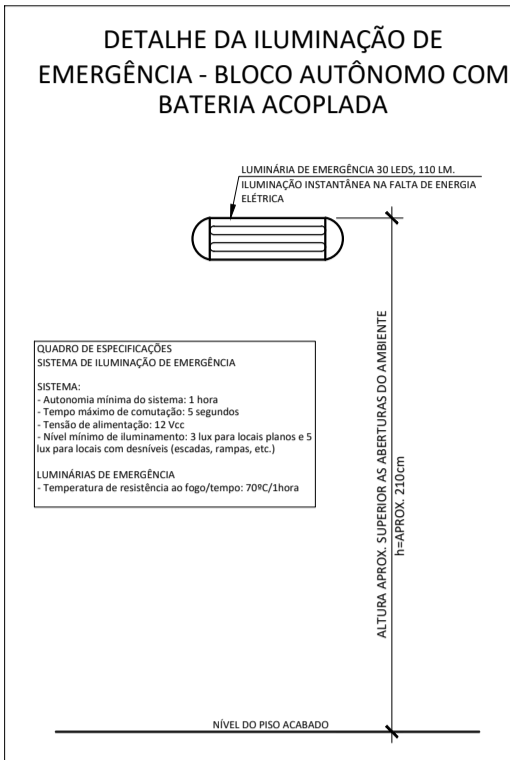 DETALHE DA ILUMINAÇÃO DE
EMERGÊNCIA - BLOCO AUTÔNOMO COM
BATERIA ACOPLADA
LUMINÁRIA DE EMERGÊNCIA 30 LEDS, 110 LM.
ILUMINAÇÃO INSTANTÂNEA NA FALTA DE ENERGIA
ELÉTRICA
QUADRO DE ESPECIFICAÇÕES
SISTEMA DE ILUMINAÇÃO DE EMERGÊNCIA
SISTEMA:
- Autonomia mínima do sistema: 1 hora
- Tempo máximo de comutação: 5 segundos
- Tensão de alimentação: 12 Vcc
- Nível mínimo de iluminamento: 3 lux para locais planos e 5
lux para locais com desníveis (escadas, rampas, etc.)
LUMINÁRIAS DE EMERGÊNCIA
- Temperatura de resistência ao fogo/tempo: 70ºC/1hora
ALTURA APROX. SUPERIOR AS ABERTURAS DO AMBIENTE
h=APROX. 210cm
NÍVEL DO PISO ACABADO